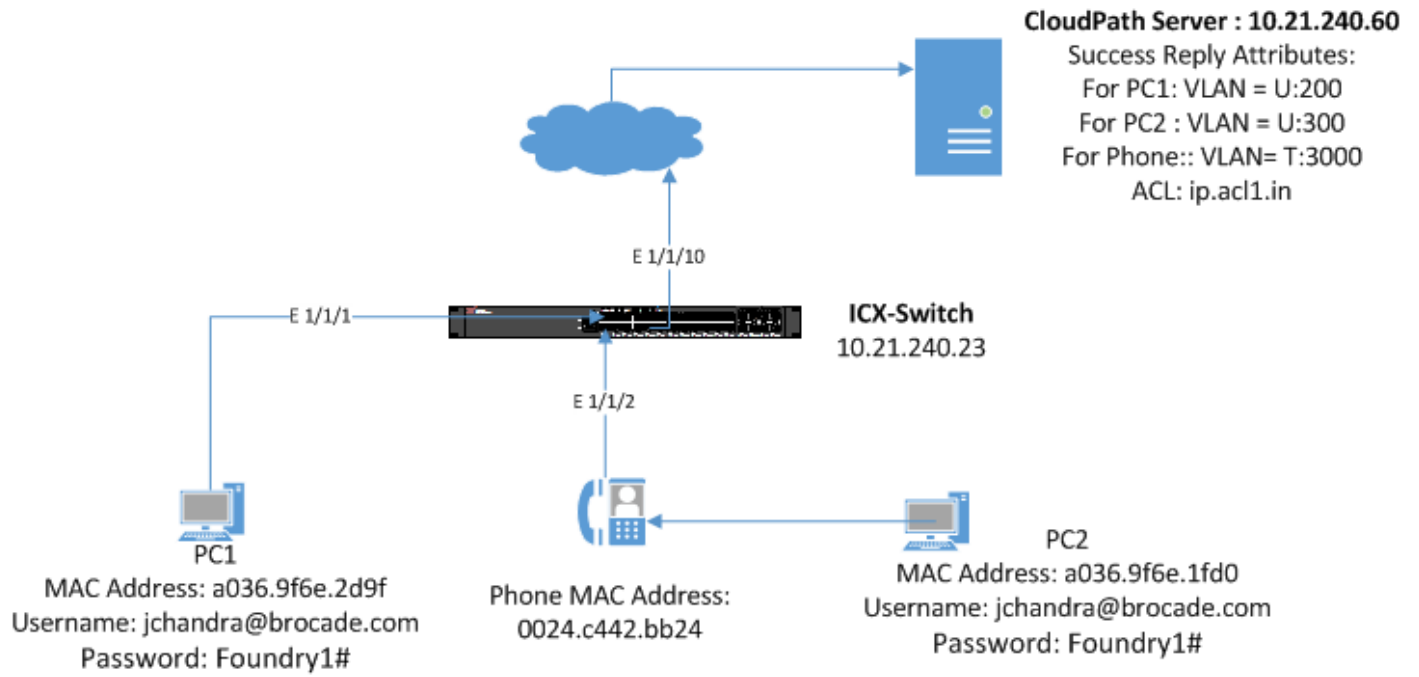 CloudPath Server : 10.21.240.60
Success Reply Attributes:
For PC1: VLAN = U:200
For PC2 : VLAN = U:300
For Phone:: VLAN= T:3000
ACL: ip.acl1.in
E 1/1/10
E 1/1/1
ICX-Switch
10.21.240.23
E 1/1/2
PC1
MAC Address: a036.9f6e.2d9f
Username: jchandra@brocade.com
Password: Foundry1#
Phone MAC Address:
0024.c442.bb24
PC2
MAC Address: a036.9f6e.1fd0
Username: jchandra@brocade.com
Password: Foundry1#